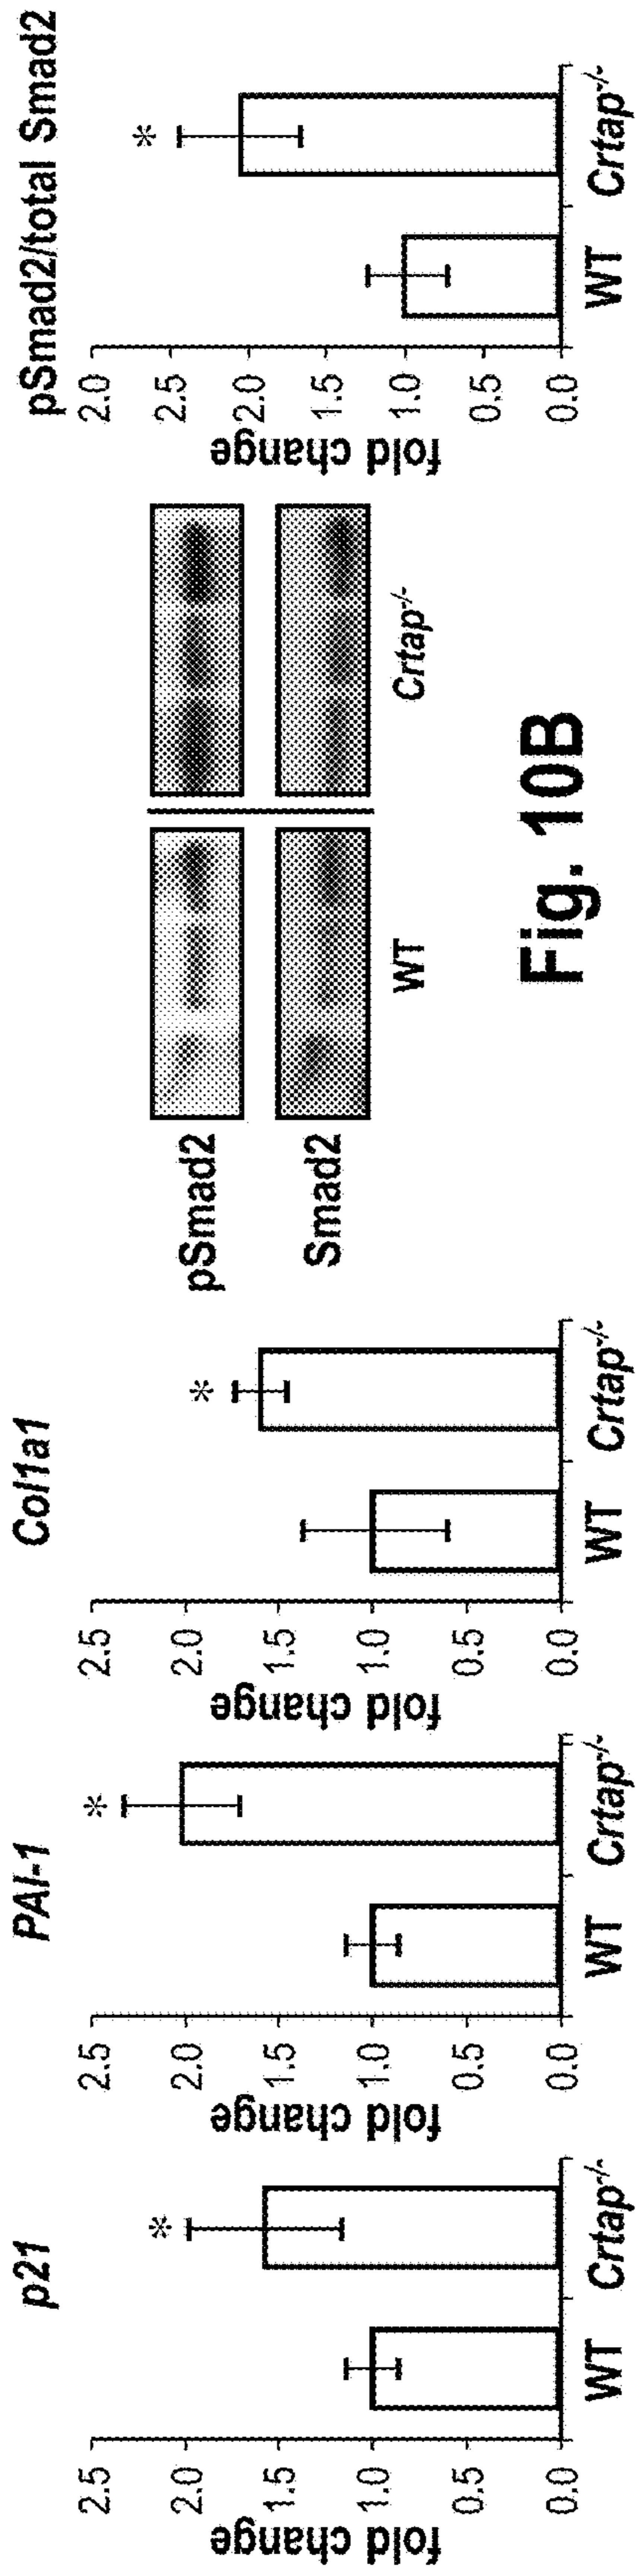 p21
fold change
2.5
2.0
1.5
1.0
0.5
0.0
*
WT Crtap-/-
PAI-1
fold change
2.5
2.0
1.5
1.0
0.5
0.0
*
WT Crtap-/-
Col1a1
fold change
2.5
2.0
1.5
1.0
0.5
0.0
*
WT Crtap-/-
pSmad2
Smad2
WT Crtap-/-
pSmad2/total Smad2
fold change
2.0
2.5
2.0
1.5
1.0
0.5
0.0
*
WT Crtap-/-
Fig. 10B